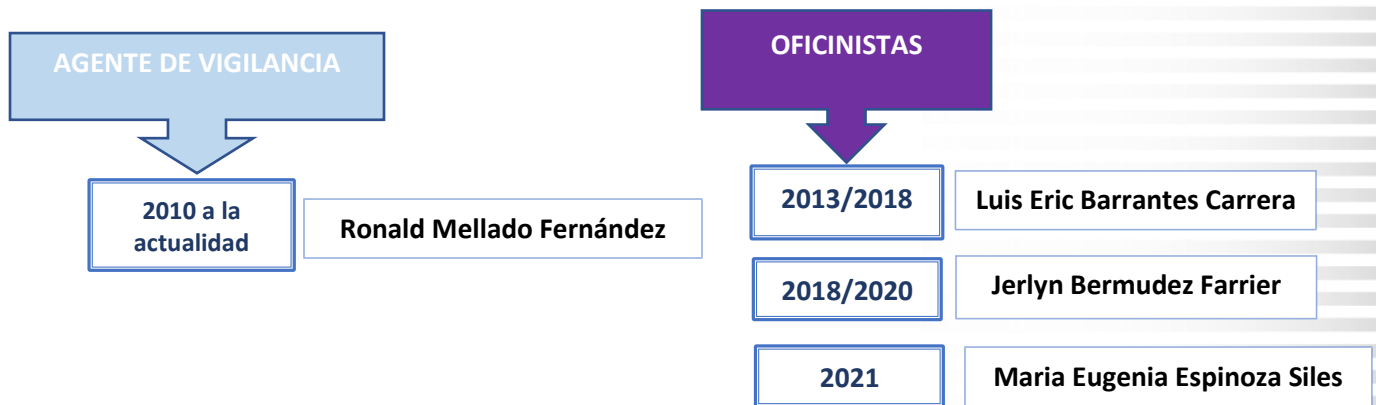 AGENTE DE VIGILANCIA
2010 a la
actualidad
Ronald Mellado Fernández
OFICINISTAS
2013/2018
Luis Eric Barrantes Carrera
2018/2020
Jerlyn Bermudez Farrier
2021
Maria Eugenia Espinoza Siles